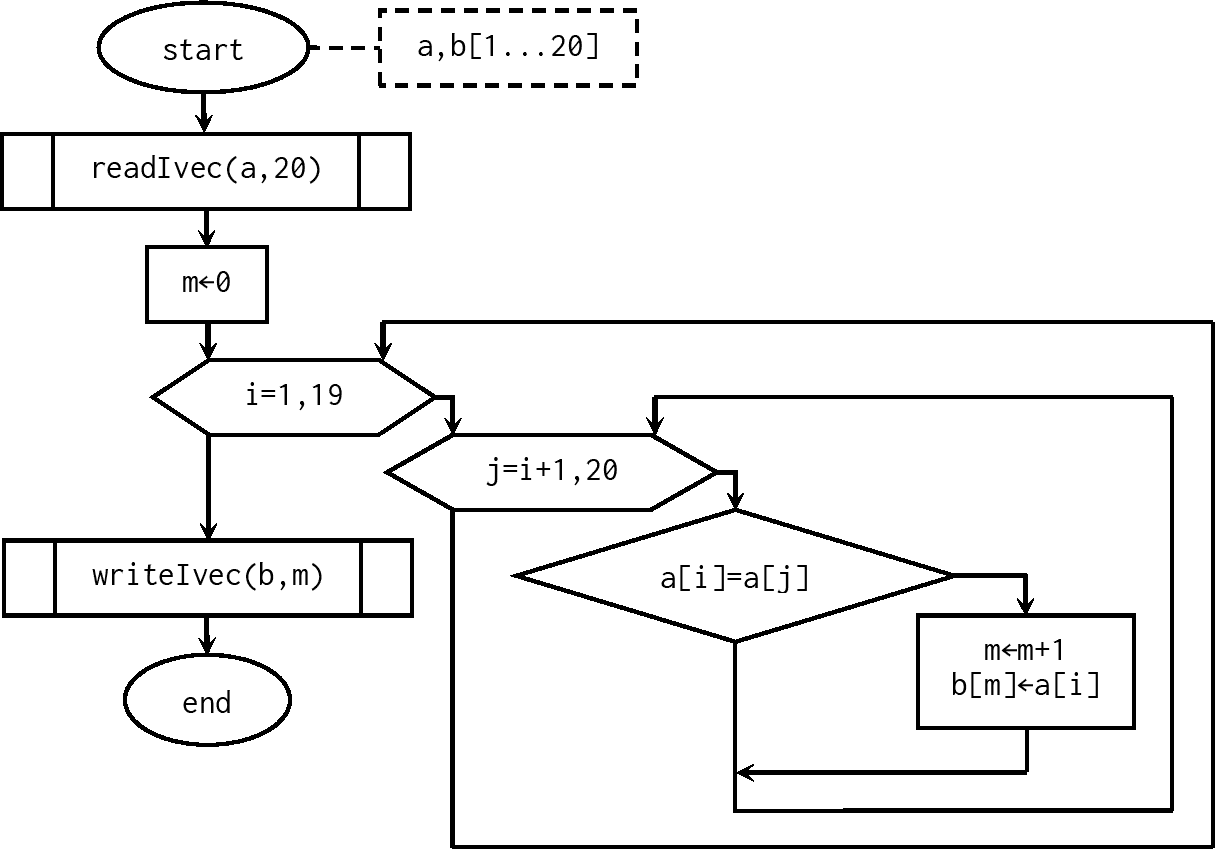 start
a,b[1...20]
readIvec(a,20)
m←0
i=1,19
j=i+1,20
a[i]=a[j]
writeIvec(b,m)
m←m+1
b[m]←a[i]
end